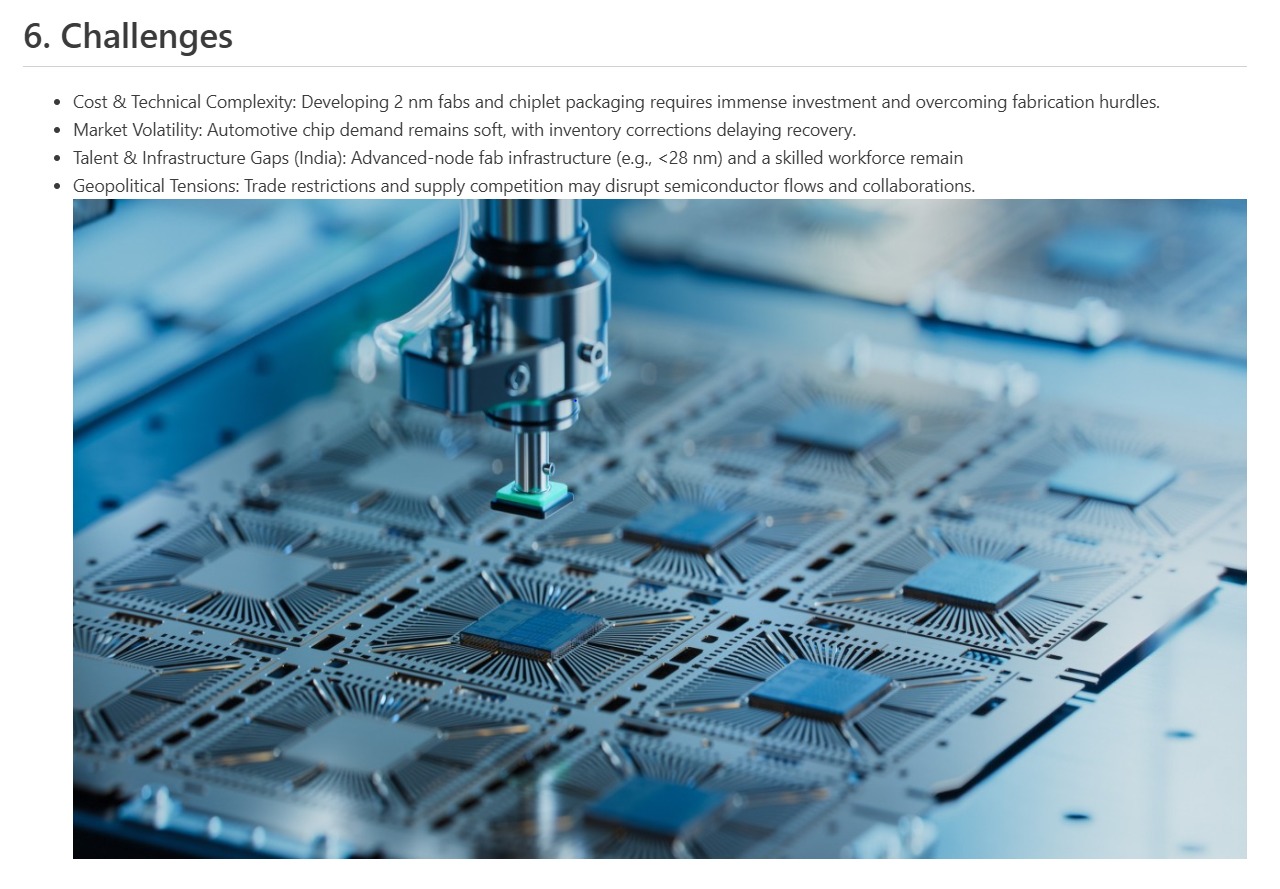 6. Challenges
Cost & Technical Complexity: Developing 2 nm fabs and chiplet packaging requires immense investment and overcoming fabrication hurdles.
Market Volatility: Automotive chip demand remains soft, with inventory corrections delaying recovery.
Talent & Infrastructure Gaps (India): Advanced-node fab infrastructure (e.g., <28 nm) and a skilled workforce remain
Geopolitical Tensions: Trade restrictions and supply competition may disrupt semiconductor flows and collaborations.